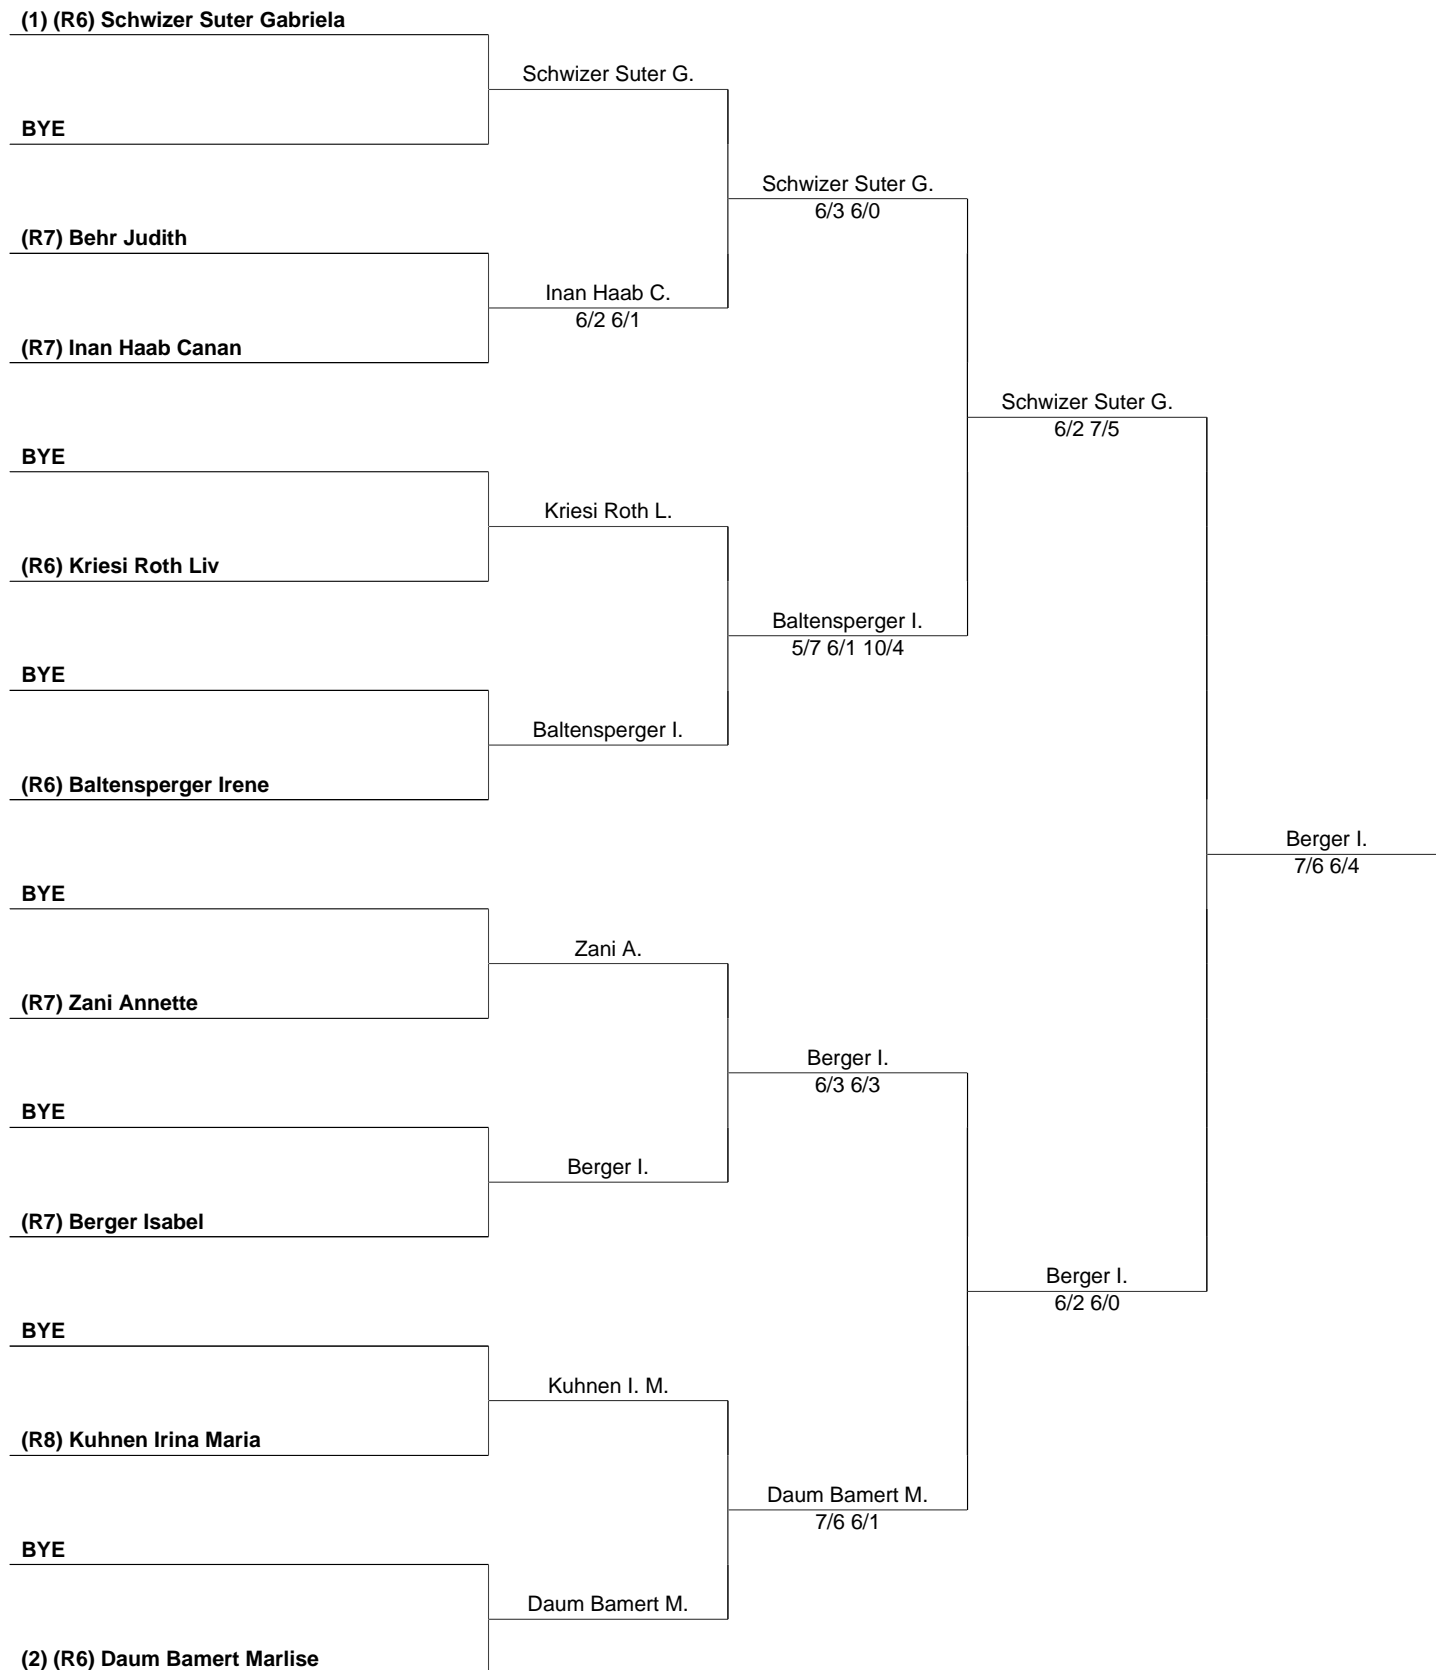 (1) (R6) Schwizer Suter Gabriela
Schwizer Suter G.
BYE
Schwizer Suter G.
6/3 6/0
(R7) Behr Judith
Inan Haab C.
6/2 6/1
(R7) Inan Haab Canan
Schwizer Suter G.
6/2 7/5
BYE
Kriesi Roth L.
(R6) Kriesi Roth Liv
Baltensperger I.
5/7 6/1 10/4
BYE
Baltensperger I.
(R6) Baltensperger Irene
Berger I.
7/6 6/4
BYE
Zani A.
(R7) Zani Annette
Berger I.
6/3 6/3
BYE
Berger I.
(R7) Berger Isabel
Berger I.
6/2 6/0
BYE
Kuhnen I. M.
(R8) Kuhnen Irina Maria
Daum Bamert M.
7/6 6/1
BYE
Daum Bamert M.
(2) (R6) Daum Bamert Marlise